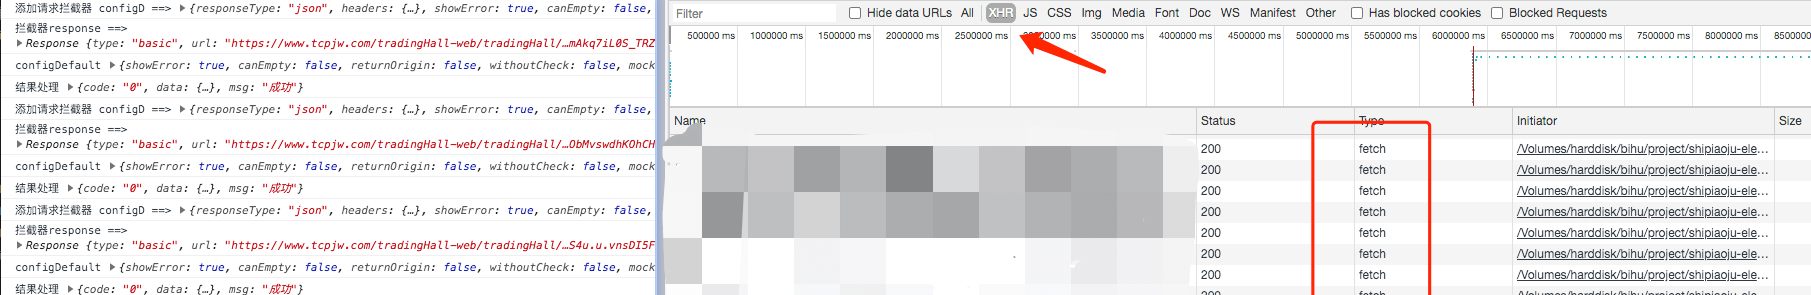 添加请求拦截器 configD ==> ▶{responseType: "json", headers: {…}, showError: true, canEmpty: false,
拦截器response ==>
▶Response {type: "basic", url: "https://www.tcpjw.com/tradingHall-web/tradingHall/…mAkq7iL0S_TRZ
configDefault ▶{showError: true, canEmpty: false, returnOrigin: false, withoutCheck: false, mock
结果处理 ▶{code: "0", data: {…}, msg: "成功"}
添加请求拦截器 configD ==> ▶{responseType: "json", headers: {…}, showError: true, canEmpty: false,
拦截器response ==>
▶Response {type: "basic", url: "https://www.tcpjw.com/tradingHall-web/tradingHall/…ObMvswdhKOhCH
configDefault ▶{showError: true, canEmpty: false, returnOrigin: false, withoutCheck: false, mock
结果处理 ▶{code: "0", data: {…}, msg: "成功"}
添加请求拦截器 configD ==> ▶{responseType: "json", headers: {…}, showError: true, canEmpty: false,
拦截器response ==>
▶Response {type: "basic", url: "https://www.tcpjw.com/tradingHall-web/tradingHall/…S4u.u.vnsDI5F
configDefault ▶{showError: true, canEmpty: false, returnOrigin: false, withoutCheck: false, mock
结果处理 ▶{code: "0", data: {…}, msg: "成功"}
Filter Hide data URLs All XHR JS CSS Img Media Font Doc WS Manifest Other Has blocked cookies Blocked Requests
500000 ms 1000000 ms 1500000 ms 2000000 ms 2500000 ms 3500000 ms 4000000 ms 4500000 ms 5000000 ms 5500000 ms 6000000 ms 6500000 ms 7000000 ms 7500000 ms 8000000 ms 8500
Name Status Type Initiator Size
200 fetch /Volumes/harddisk/bihu/project/shipiaoju-ele…
200 fetch /Volumes/harddisk/bihu/project/shipiaoju-ele…
200 fetch /Volumes/harddisk/bihu/project/shipiaoju-ele…
200 fetch /Volumes/harddisk/bihu/project/shipiaoju-ele…
200 fetch /Volumes/harddisk/bihu/project/shipiaoju-ele…
200 fetch /Volumes/harddisk/bihu/project/shipiaoju-ele…
200 fetch /Volumes/harddisk/bihu/project/shipiaoju-ele…
200 fetch /Volumes/harddisk/bihu/project/shipiaoju-ele…